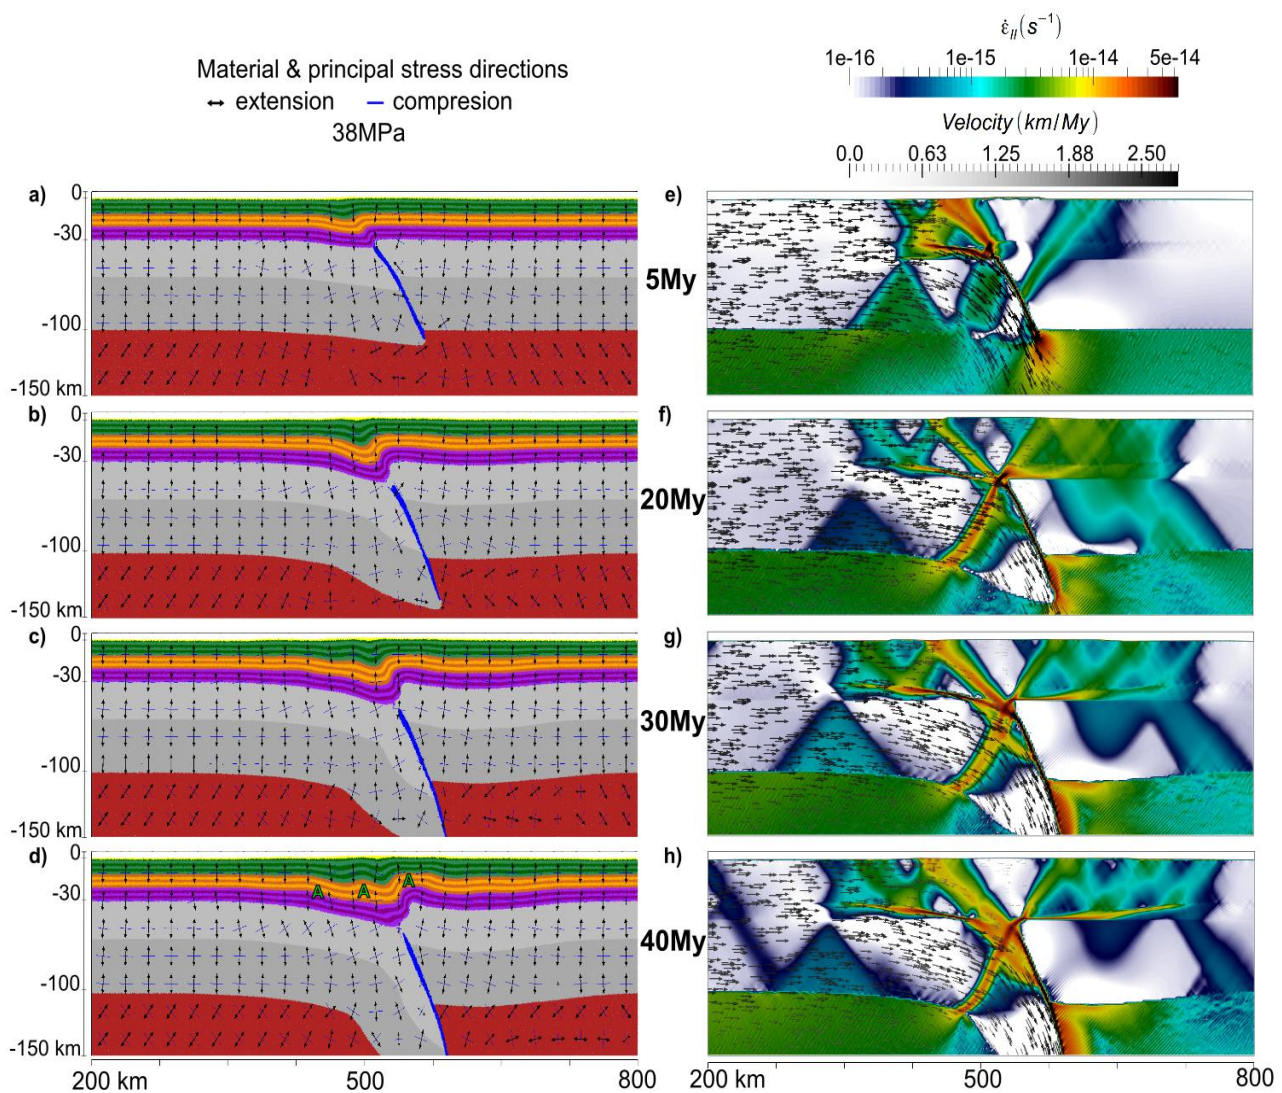 Material & principal stress directions
↔ extension — compresion
38MPa
ε̇II(s⁻¹)
1e-16 1e-15 1e-14 5e-14
Velocity (km/My)
0.0 0.63 1.25 1.88 2.50
a) 0
-30
-100
-150 km
e)
5My
b) 0
-30
-100
-150 km
f)
20My
c) 0
-30
-100
-150 km
g)
30My
d) 0
-30
-100
-150 km
A A A
h)
40My
200 km 500 800
200 km 500 800